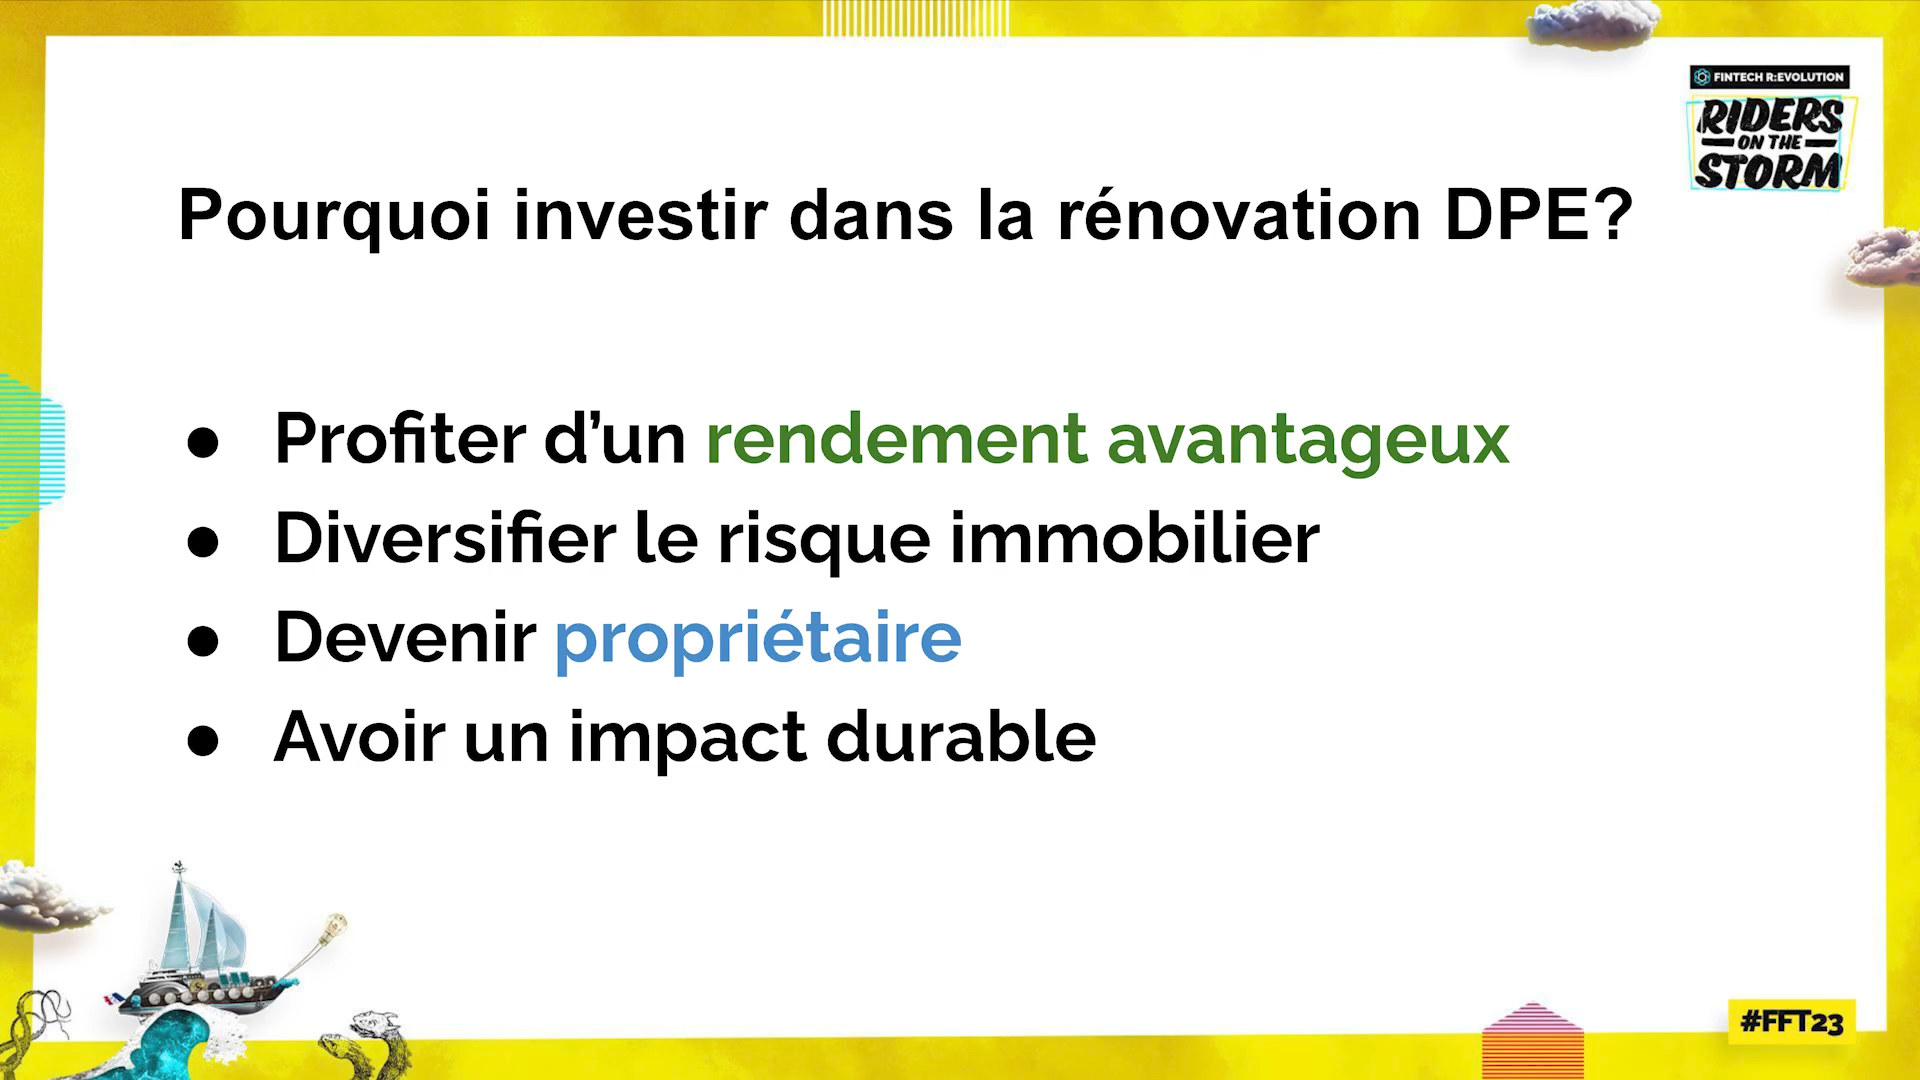 FINTECH R:EVOLUTION
RIDERS
ON THE
STORM
Pourquoi investir dans la rénovation DPE?
● Profiter d’un rendement avantageux
● Diversifier le risque immobilier
● Devenir propriétaire
● Avoir un impact durable
#FFT23